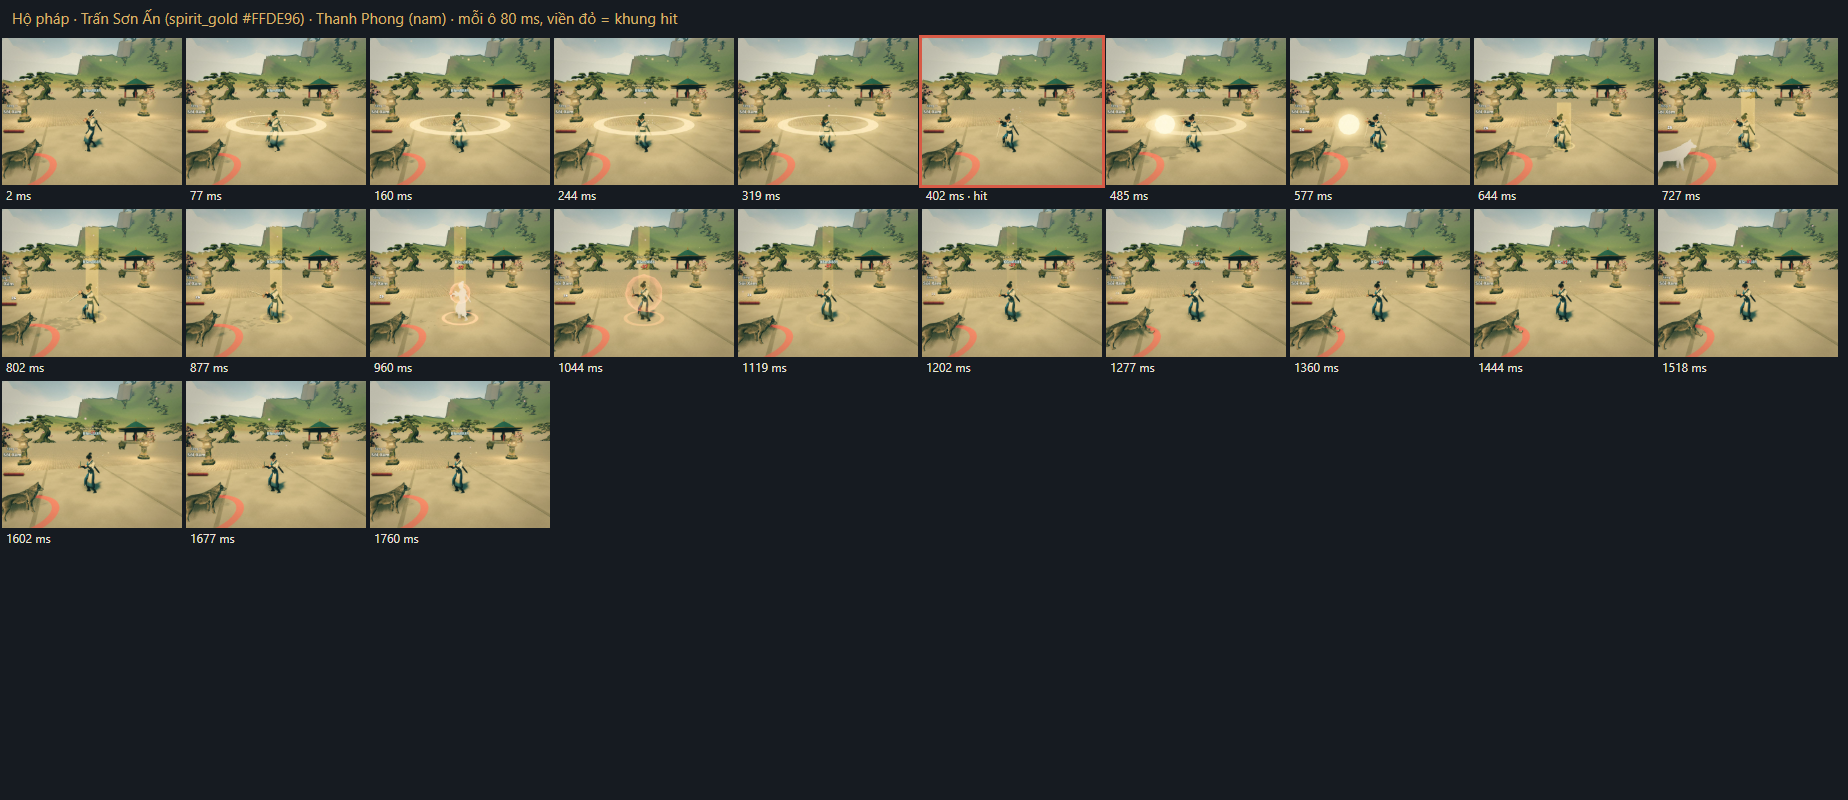 Hộ pháp · Trấn Sơn Ấn (spirit_gold #FFDE96) · Thanh Phong (nam) · mỗi ô 80 ms, viền đỏ = khung hit
2 ms 77 ms 160 ms 244 ms 319 ms 402 ms · hit 485 ms 577 ms 644 ms 727 ms
802 ms 877 ms 960 ms 1044 ms 1119 ms 1202 ms 1277 ms 1360 ms 1444 ms 1518 ms
1602 ms 1677 ms 1760 ms